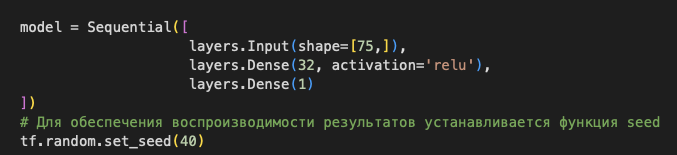 model = Sequential([
layers.Input(shape=[75,]),
layers.Dense(32, activation='relu'),
layers.Dense(1)
])
# Для обеспечения воспроизводимости результатов устанавливается функция seed
tf.random.set_seed(40)